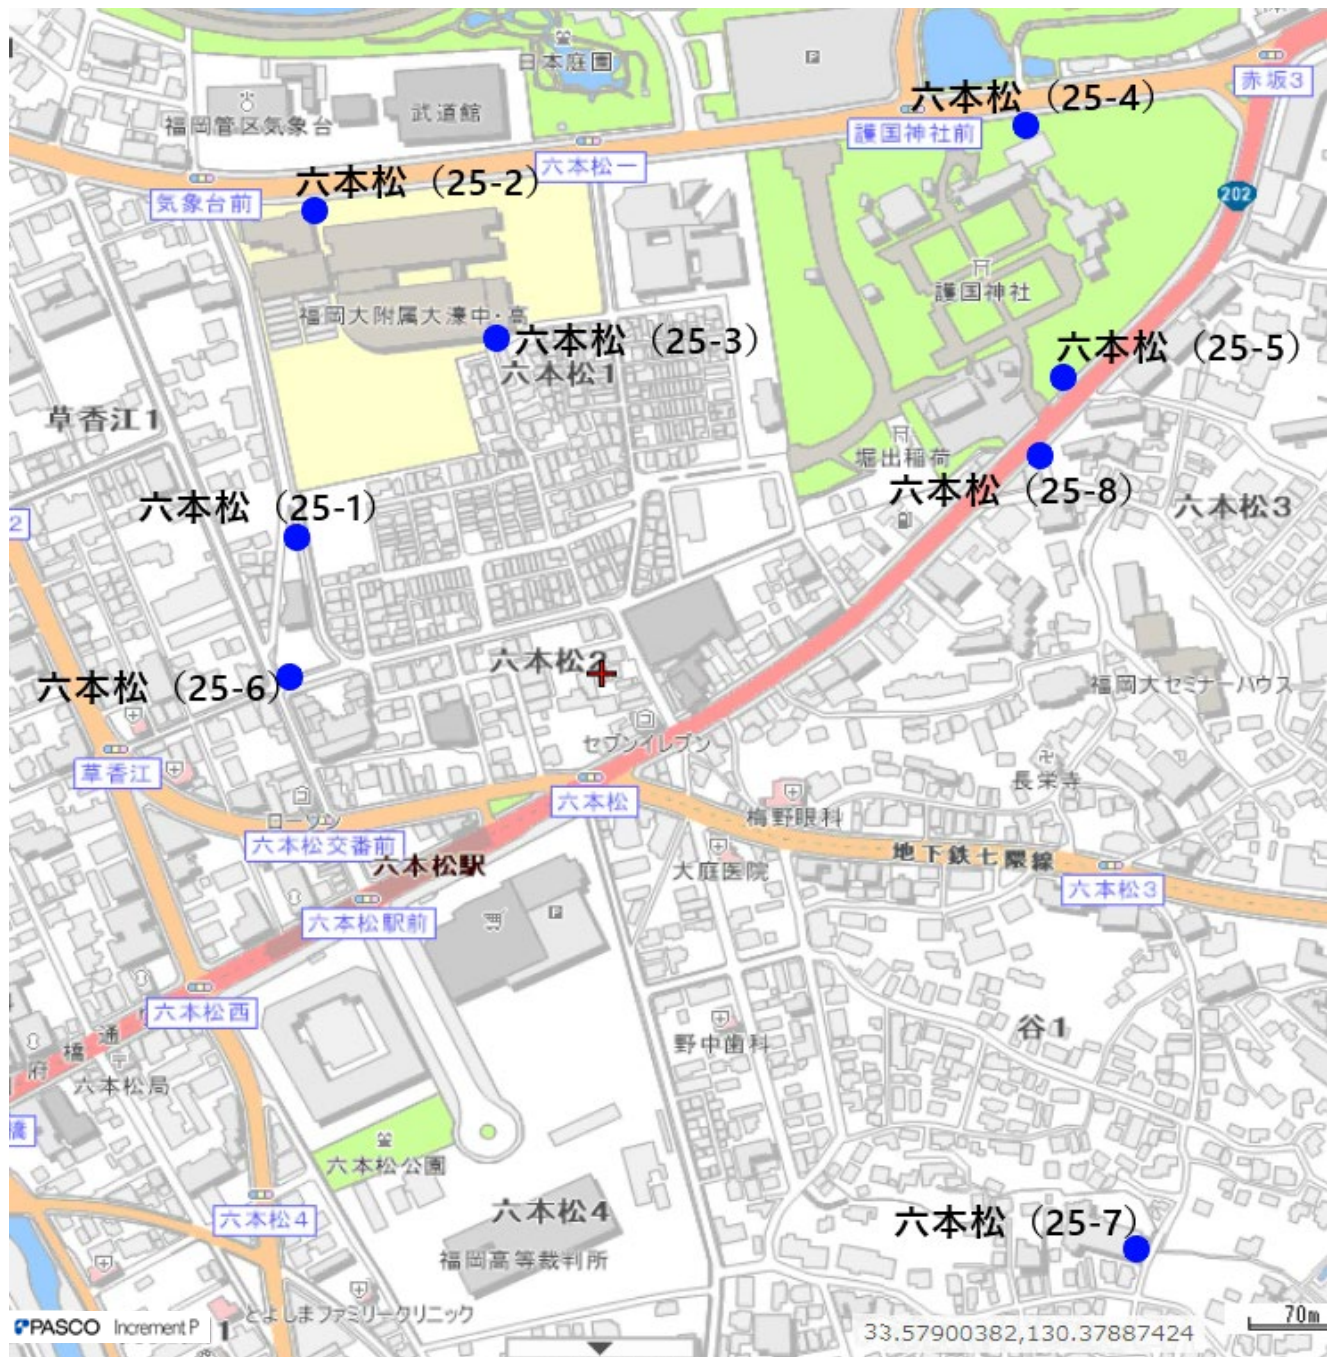 日本庭園
P
武道館
福岡管区気象台
赤坂3
六本松（25-4）
護国神社前
六本松一
六本松（25-2）
気象台前
202
護国神社
福岡大附属大濠中・高
六本松（25-3）
六本松1
六本松（25-5）
草香江1
堀出稲荷
六本松（25-8）
六本松3
六本松（25-1）
2
六本松2
六本松（25-6）
福岡大セミナーハウス
セブンイレブン
草香江
長栄寺
六本松
梅野眼科
ローソン
六本松交番前
六本松駅
大庭医院
地下鉄七隈線
六本松3
P
六本松駅前
六本松西
谷1
野中歯科
通
橋
府
六本松局
橋
六本松公園
六本松4
六本松4
六本松（25-7）
福岡高等裁判所
とよしまファミリークリニック
PASCO Increment P
1
70m
33.57900382,130.37887424